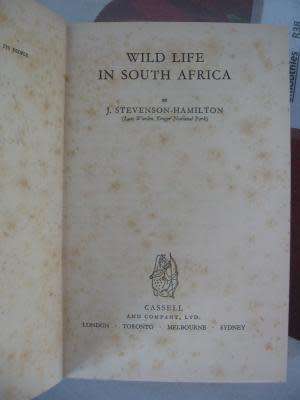 WILD LIFE
IN SOUTH AFRICA
BY
J. STEVENSON-HAMILTON
(Late Warden, Kruger National Park)
CASSELL
AND COMPANY, LTD.
LONDON · TORONTO · MELBOURNE · SYDNEY